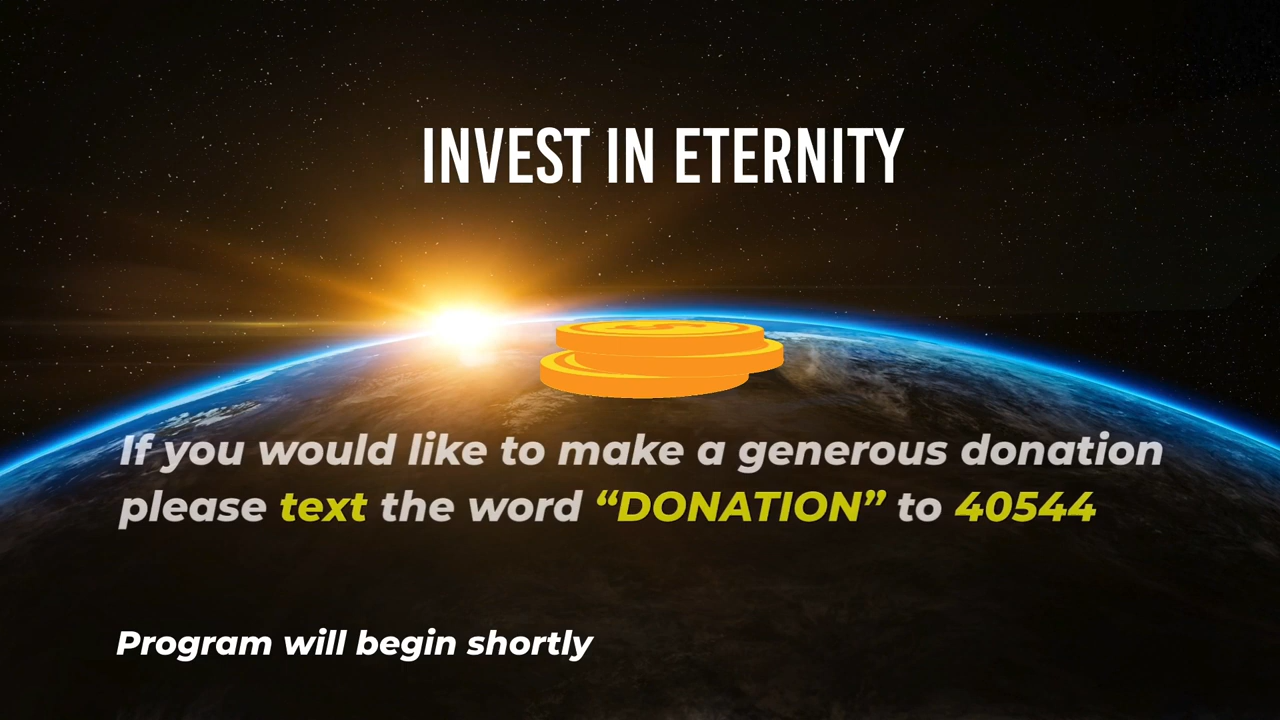 INVEST IN ETERNITY
If you would like to make a generous donation
please text the word “DONATION” to 40544
Program will begin shortly